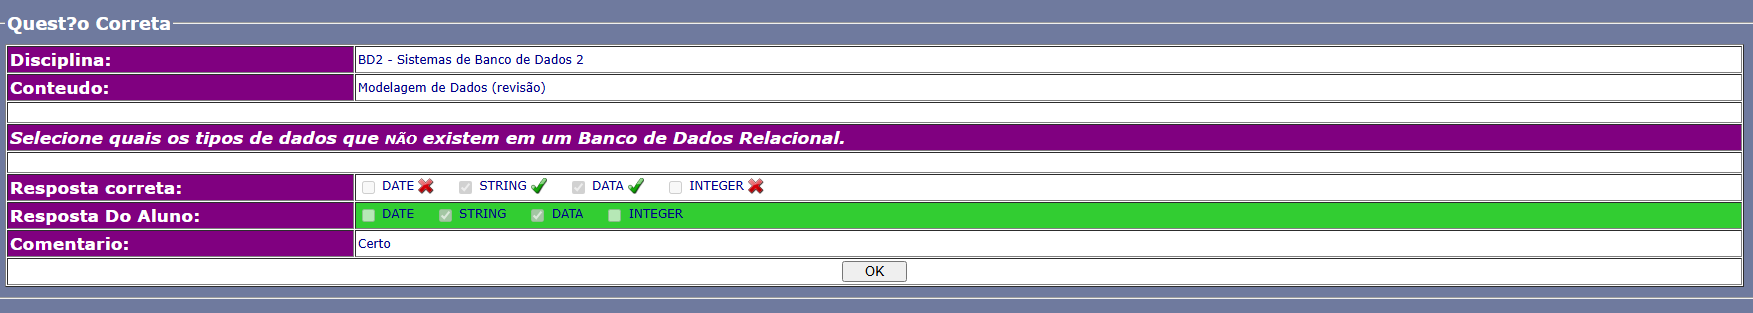 Quest?o Correta
Disciplina: BD2 - Sistemas de Banco de Dados 2
Conteudo: Modelagem de Dados (revisão)
Selecione quais os tipos de dados que NÃO existem em um Banco de Dados Relacional.
Resposta correta: DATE STRING DATA INTEGER
Resposta Do Aluno: DATE STRING DATA INTEGER
Comentario: Certo
OK